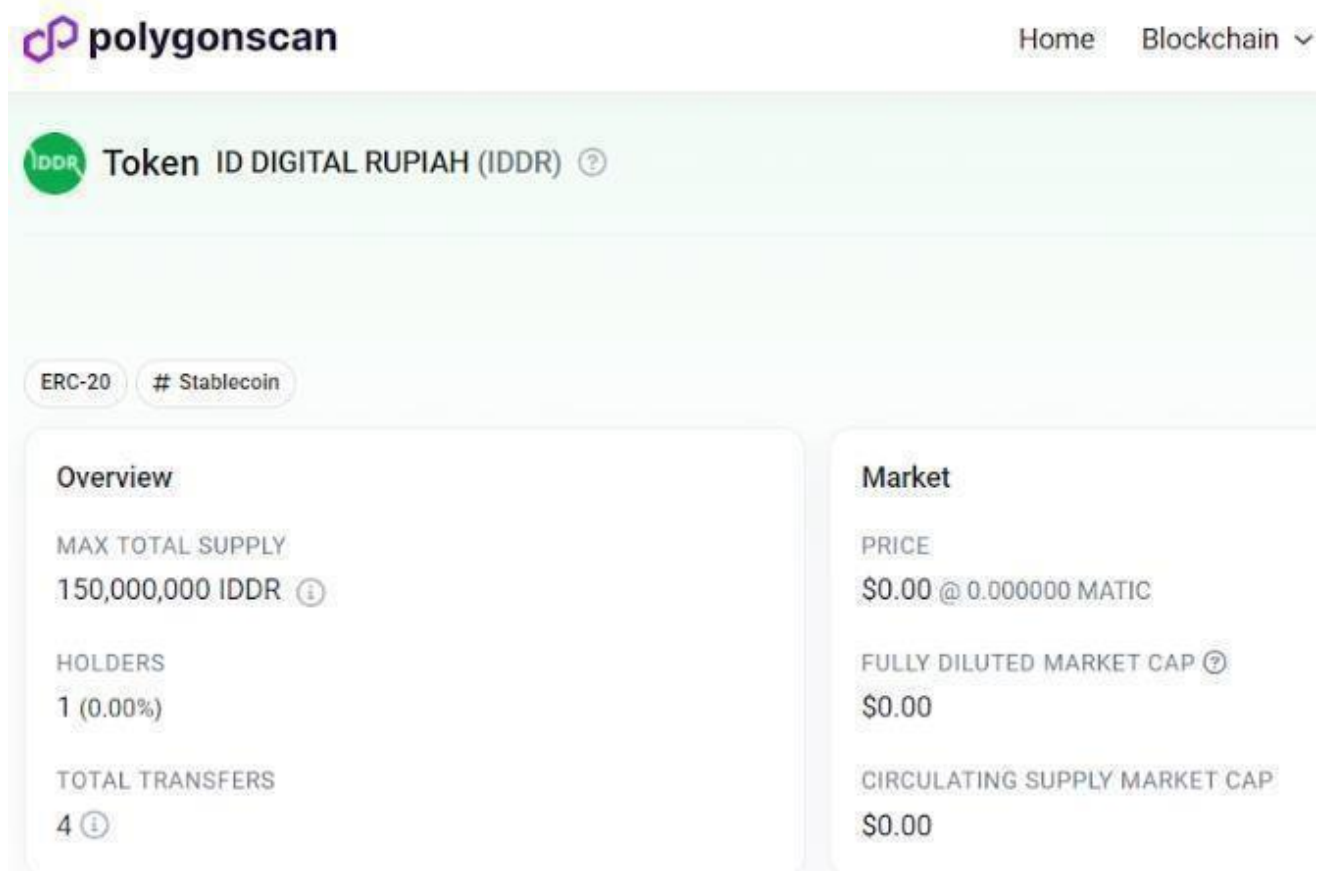 polygonscan Home Blockchain
IDDR Token ID DIGITAL RUPIAH (IDDR)
ERC-20 # Stablecoin
Overview
MAX TOTAL SUPPLY
150,000,000 IDDR
HOLDERS
1 (0.00%)
TOTAL TRANSFERS
4
Market
PRICE
$0.00 @ 0.000000 MATIC
FULLY DILUTED MARKET CAP
$0.00
CIRCULATING SUPPLY MARKET CAP
$0.00